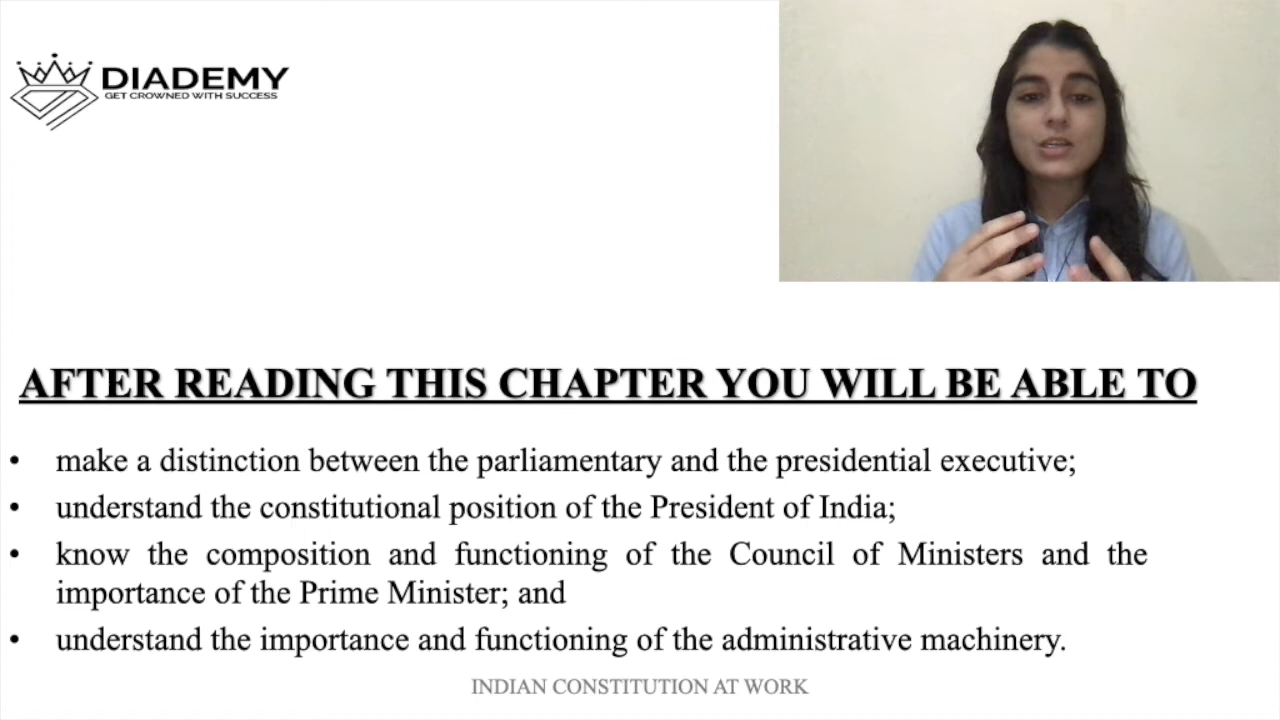 DIADEMY
GET CROWNED WITH SUCCESS
AFTER READING THIS CHAPTER YOU WILL BE ABLE TO
• make a distinction between the parliamentary and the presidential executive;
• understand the constitutional position of the President of India;
• know the composition and functioning of the Council of Ministers and the
importance of the Prime Minister; and
• understand the importance and functioning of the administrative machinery.
INDIAN CONSTITUTION AT WORK